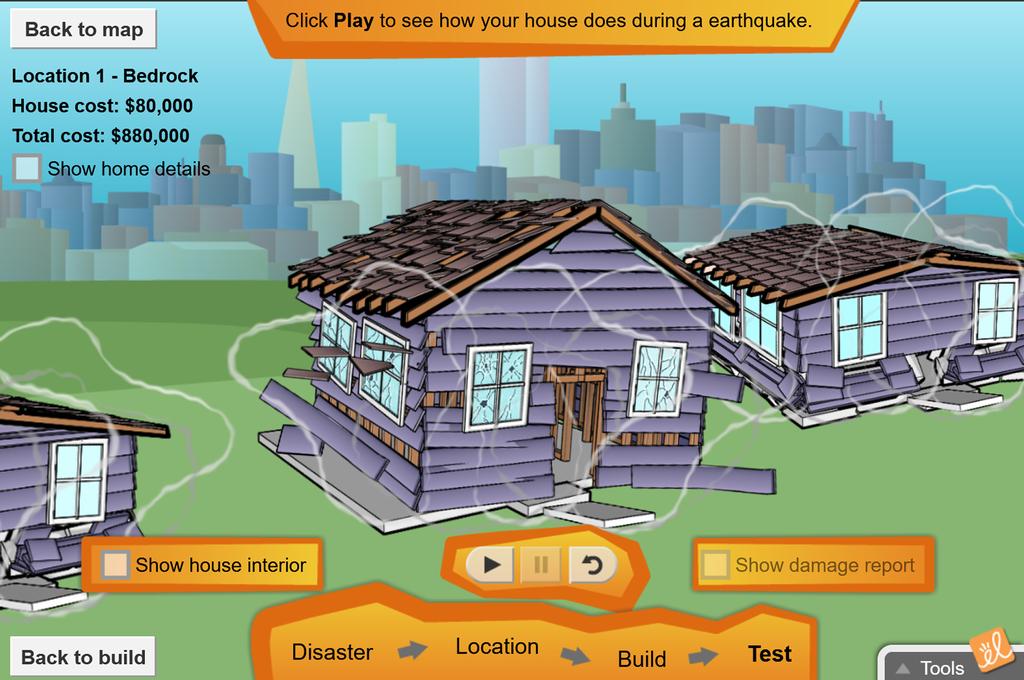 Back to map
Click Play to see how your house does during a earthquake.
Location 1 - Bedrock
House cost: $80,000
Total cost: $880,000
Show home details
Show house interior
Show damage report
Back to build
Disaster
Location
Build
Test
Tools
el